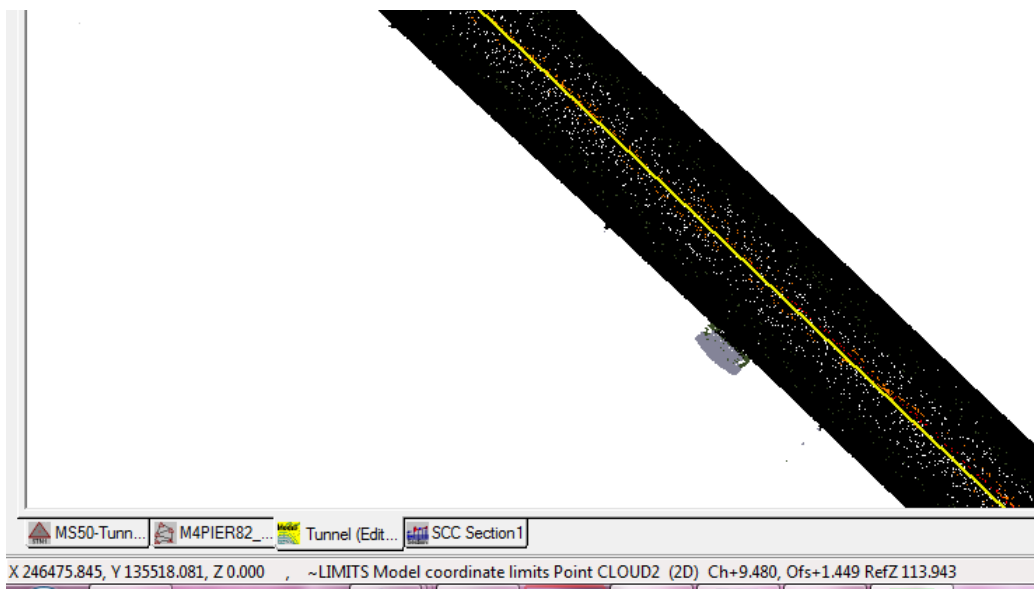 MS50-Tunn... M4PIER82_... Tunnel (Edit... SCC Section1
X 246475.845, Y 135518.081, Z 0.000 , ~LIMITS Model coordinate limits Point CLOUD2 (2D) Ch+9.480, Ofs+1.449 RefZ 113.943